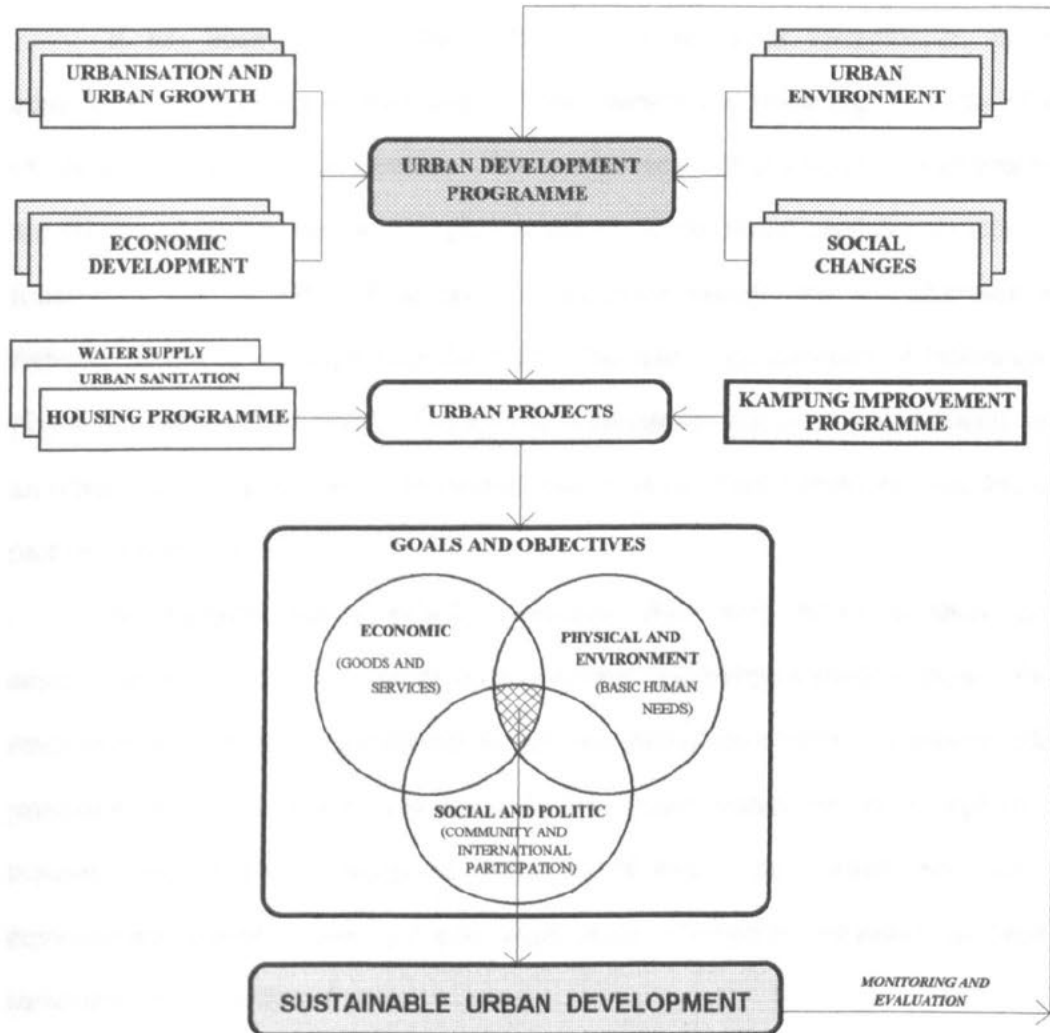 URBANISATION AND
URBAN GROWTH
URBAN
ENVIRONMENT
URBAN DEVELOPMENT
PROGRAMME
ECONOMIC
DEVELOPMENT
SOCIAL
CHANGES
WATER SUPPLY
URBAN SANITATION
HOUSING PROGRAMME
URBAN PROJECTS
KAMPUNG IMPROVEMENT
PROGRAMME
GOALS AND OBJECTIVES
ECONOMIC
(GOODS AND
SERVICES)
PHYSICAL AND
ENVIRONMENT
(BASIC HUMAN
NEEDS)
SOCIAL AND POLITIC
(COMMUNITY AND
INTERNATIONAL
PARTICIPATION)
SUSTAINABLE URBAN DEVELOPMENT
MONITORING AND
EVALUATION